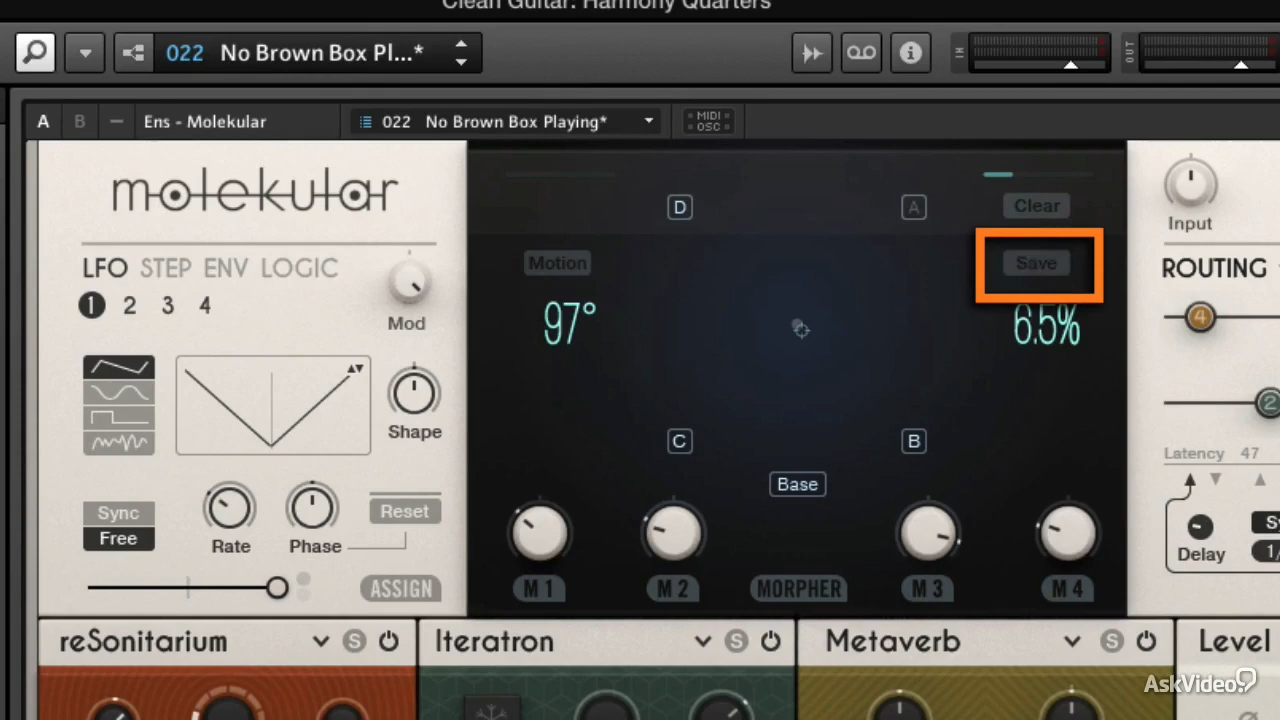 Clean Guitar: Harmony Quarters
022 No Brown Box Pl...*
IN
OUT
A B Ens - Molekular 022 No Brown Box Playing* MIDI OSC
molekular
LFO STEP ENV LOGIC
1 2 3 4
Mod
Shape
Sync
Free
Rate
Phase
Reset
ASSIGN
D
A
Clear
Motion
Save
97°
6.5%
C
B
Base
M 1
M 2
MORPHER
M 3
M 4
Input
ROUTING
4
2
Latency 47
Delay
reSonitarium S
Iteratron S
Metaverb S
Level
AskVideo